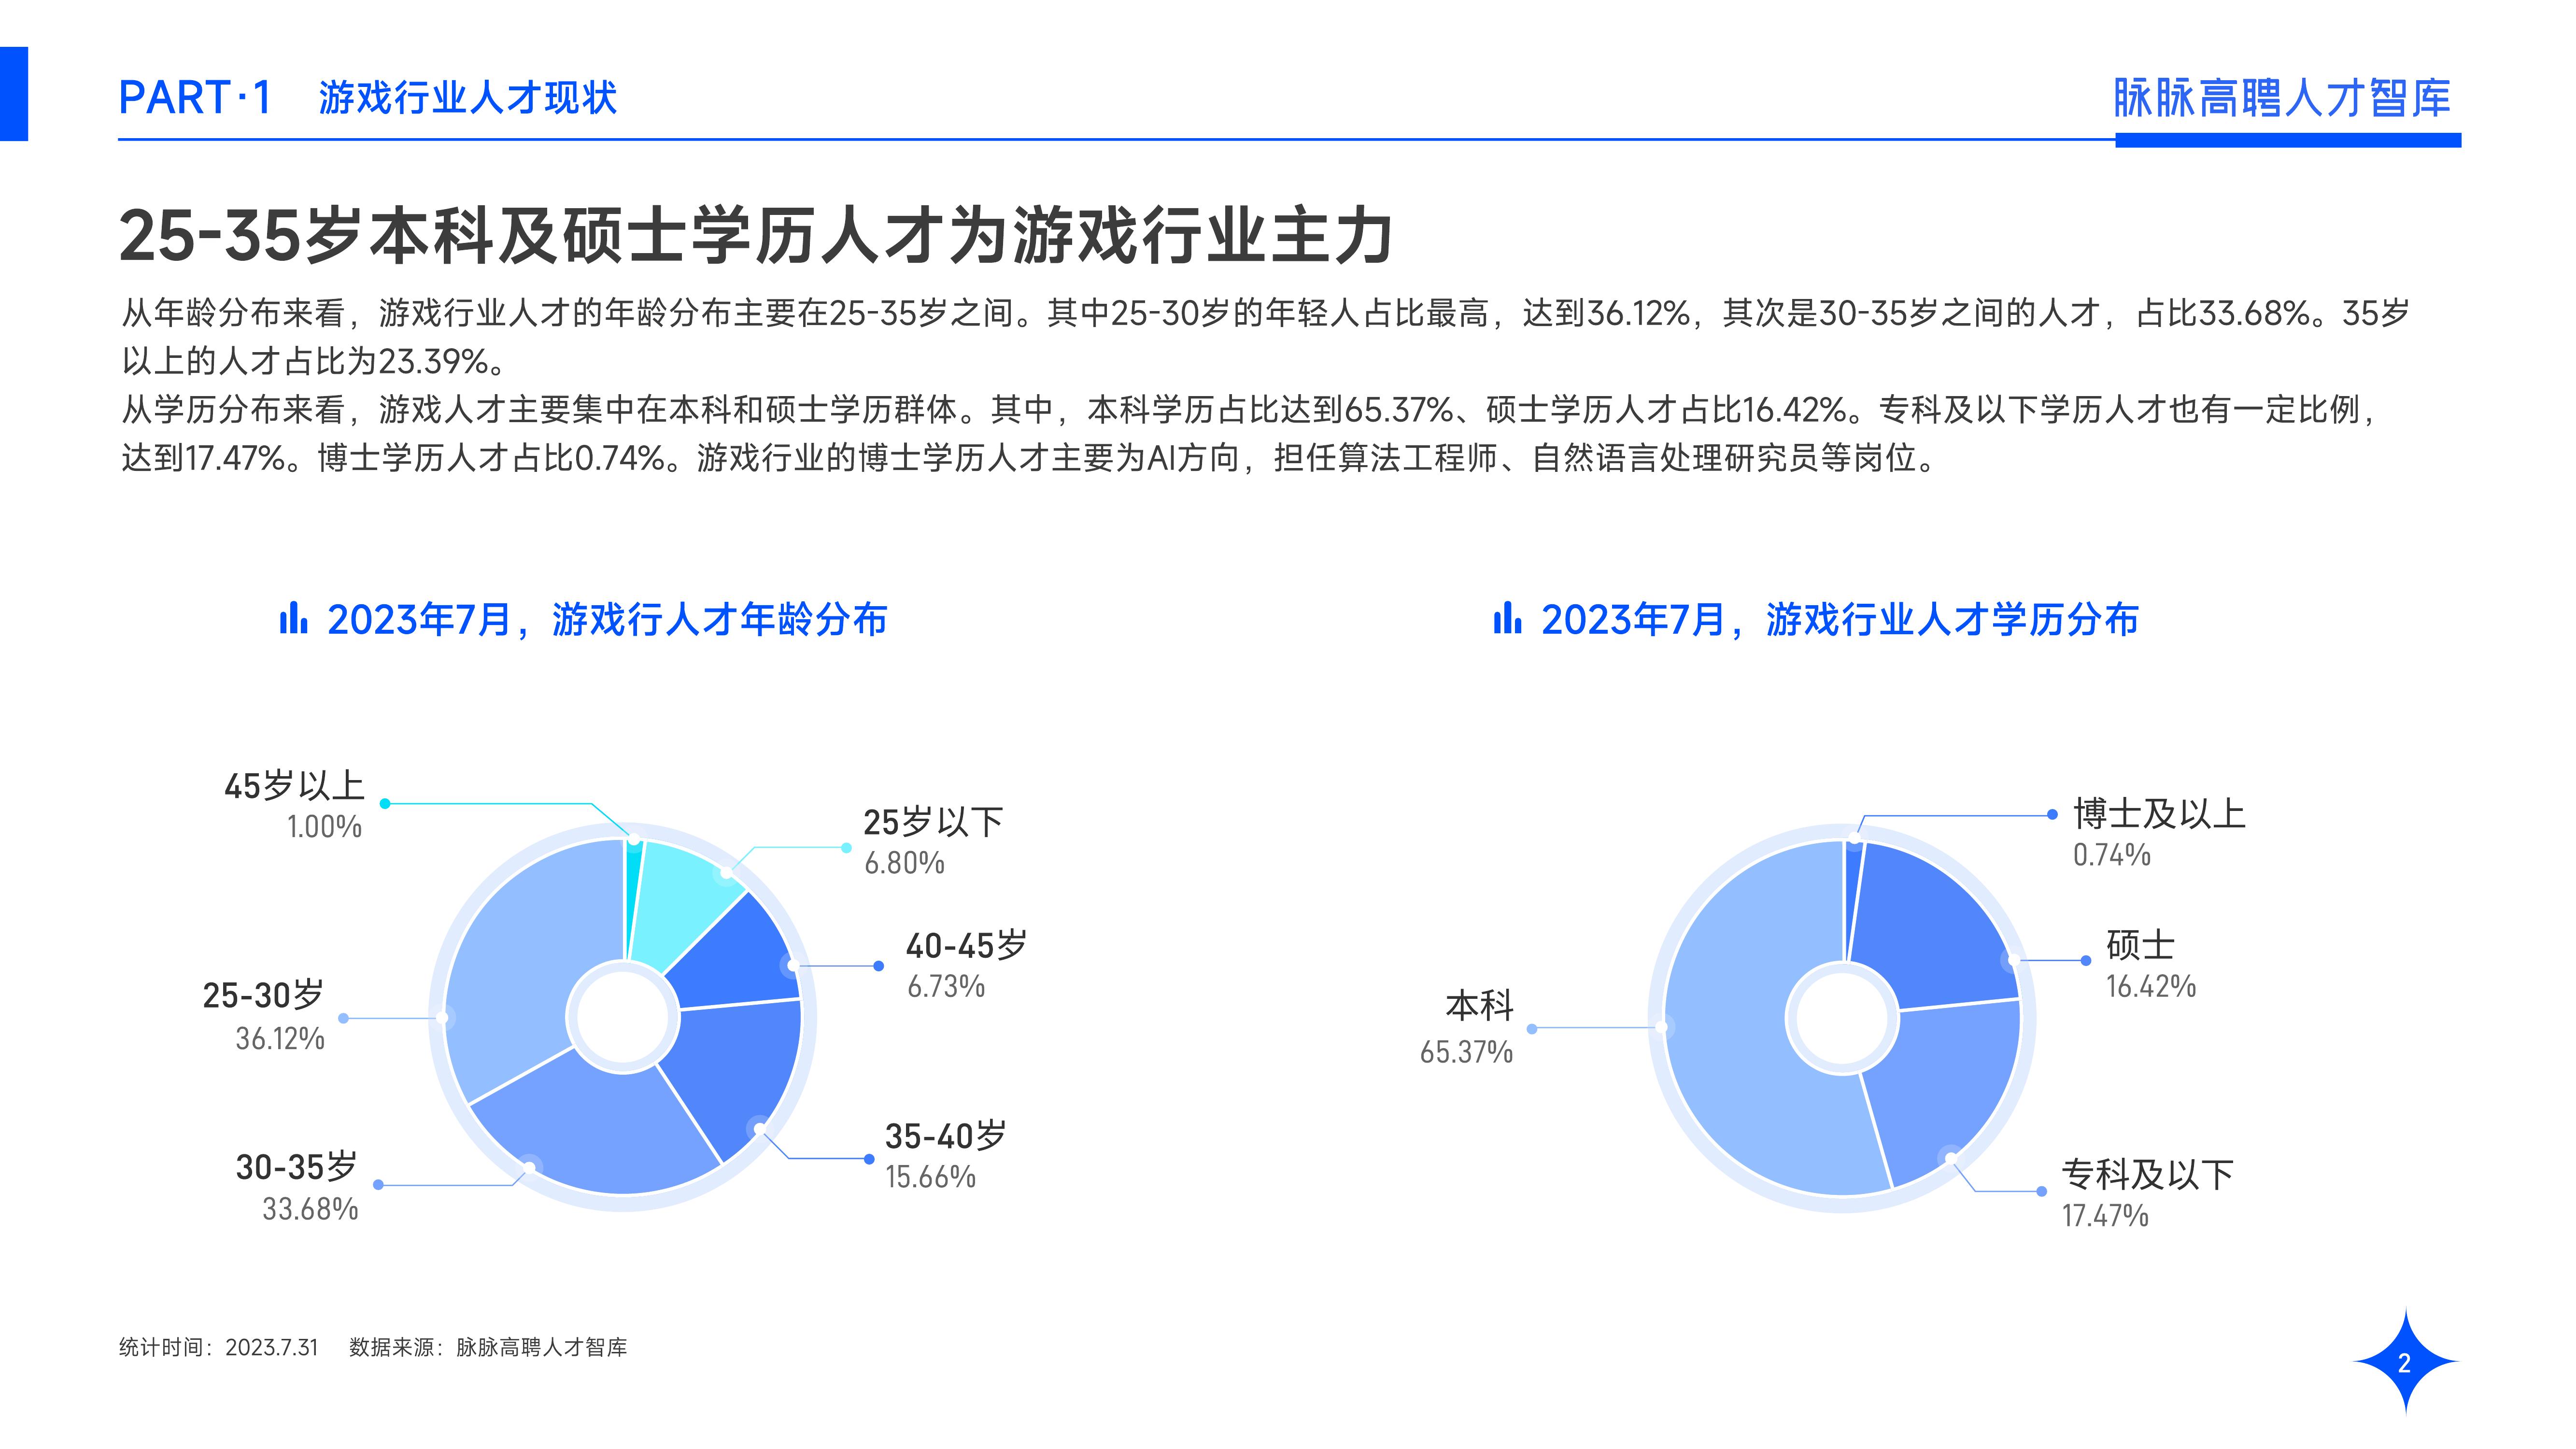 PART·1 游戏行业人才现状
脉脉高聘人才智库
25-35岁本科及硕士学历人才为游戏行业主力
从年龄分布来看，游戏行业人才的年龄分布主要在25-35岁之间。其中25-30岁的年轻人占比最高，达到36.12%，其次是30-35岁之间的人才，占比33.68%。35岁
以上的人才占比为23.39%。
从学历分布来看，游戏人才主要集中在本科和硕士学历群体。其中，本科学历占比达到65.37%、硕士学历人才占比16.42%。专科及以下学历人才也有一定比例，
达到17.47%。博士学历人才占比0.74%。游戏行业的博士学历人才主要为AI方向，担任算法工程师、自然语言处理研究员等岗位。
2023年7月，游戏行人才年龄分布
45岁以上
1.00%
25岁以下
6.80%
40-45岁
6.73%
25-30岁
36.12%
35-40岁
15.66%
30-35岁
33.68%
2023年7月，游戏行业人才学历分布
博士及以上
0.74%
硕士
16.42%
本科
65.37%
专科及以下
17.47%
统计时间：2023.7.31 数据来源：脉脉高聘人才智库
2